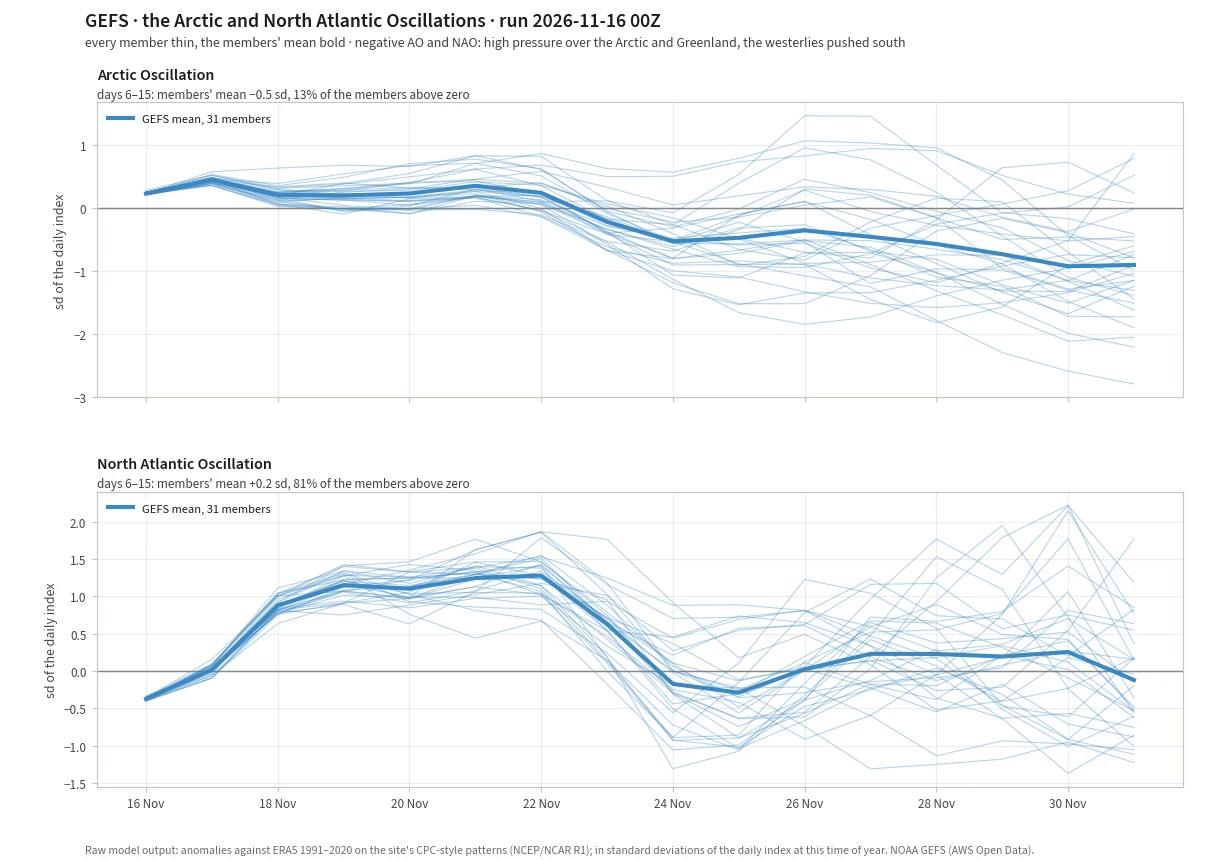 GEFS · the Arctic and North Atlantic Oscillations · run 2026-11-16 00Z
every member thin, the members' mean bold · negative AO and NAO: high pressure over the Arctic and Greenland, the westerlies pushed south
Arctic Oscillation
days 6–15: members' mean −0.5 sd, 13% of the members above zero
GEFS mean, 31 members
sd of the daily index
1
0
−1
−2
−3
North Atlantic Oscillation
days 6–15: members' mean +0.2 sd, 81% of the members above zero
GEFS mean, 31 members
sd of the daily index
2.0
1.5
1.0
0.5
0.0
−0.5
−1.0
−1.5
16 Nov 18 Nov 20 Nov 22 Nov 24 Nov 26 Nov 28 Nov 30 Nov
Raw model output: anomalies against ERA5 1991–2020 on the site's CPC-style patterns (NCEP/NCAR R1); in standard deviations of the daily index at this time of year. NOAA GEFS (AWS Open Data).